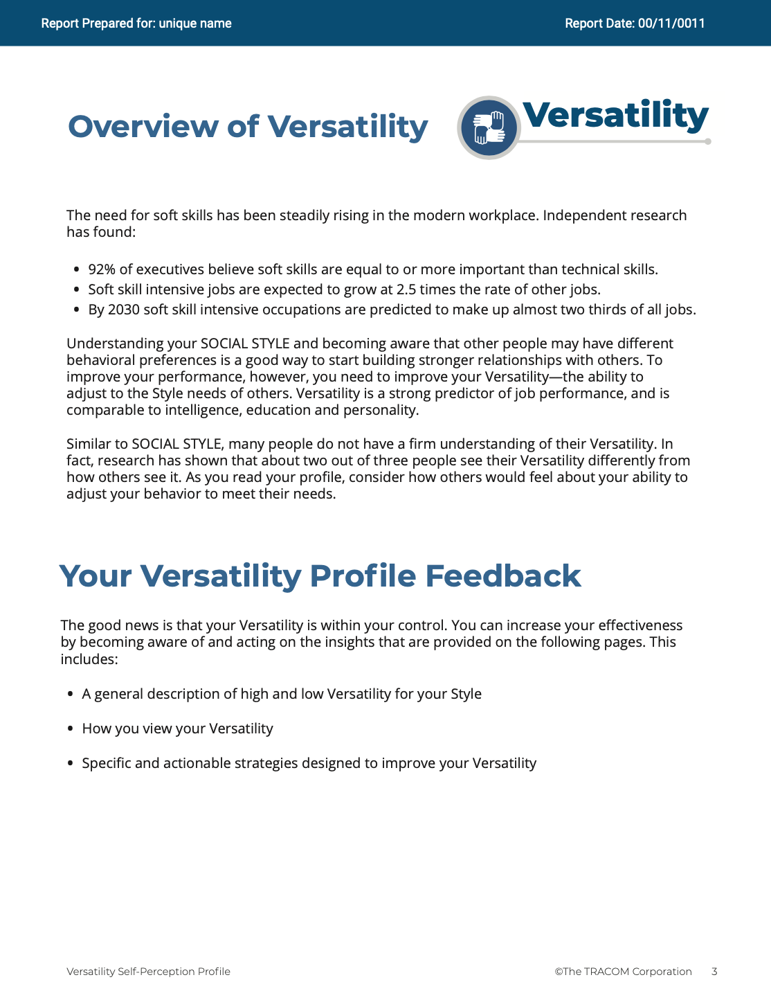 Report Prepared for: unique name
Report Date: 00/11/0011
Overview of Versatility
Versatility
The need for soft skills has been steadily rising in the modern workplace. Independent research
has found:
• 92% of executives believe soft skills are equal to or more important than technical skills.
• Soft skill intensive jobs are expected to grow at 2.5 times the rate of other jobs.
• By 2030 soft skill intensive occupations are predicted to make up almost two thirds of all jobs.
Understanding your SOCIAL STYLE and becoming aware that other people may have different
behavioral preferences is a good way to start building stronger relationships with others. To
improve your performance, however, you need to improve your Versatility—the ability to
adjust to the Style needs of others. Versatility is a strong predictor of job performance, and is
comparable to intelligence, education and personality.
Similar to SOCIAL STYLE, many people do not have a firm understanding of their Versatility. In
fact, research has shown that about two out of three people see their Versatility differently from
how others see it. As you read your profile, consider how others would feel about your ability to
adjust your behavior to meet their needs.
Your Versatility Profile Feedback
The good news is that your Versatility is within your control. You can increase your effectiveness
by becoming aware of and acting on the insights that are provided on the following pages. This
includes:
• A general description of high and low Versatility for your Style
• How you view your Versatility
• Specific and actionable strategies designed to improve your Versatility
Versatility Self-Perception Profile
©The TRACOM Corporation
3